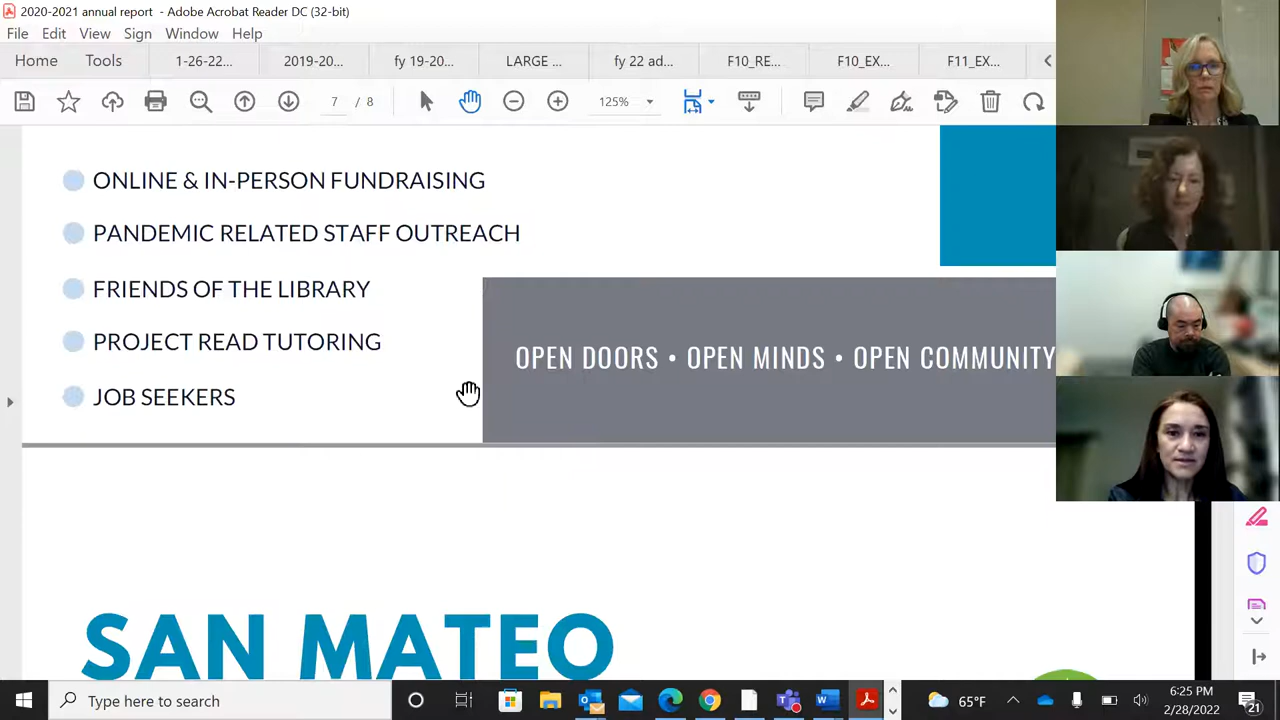 2020-2021 annual report - Adobe Acrobat Reader DC (32-bit)
File Edit View Sign Window Help
Home Tools 1-26-22... 2019-20... fy 19-20... LARGE ... fy 22 ad... F10_RE... F10_EX... F11_EX...
7 / 8 125%
ONLINE & IN-PERSON FUNDRAISING
PANDEMIC RELATED STAFF OUTREACH
FRIENDS OF THE LIBRARY
PROJECT READ TUTORING
JOB SEEKERS
OPEN DOORS • OPEN MINDS • OPEN COMMUNITY
SAN MATEO
Type here to search
65°F
6:25 PM
2/28/2022
21